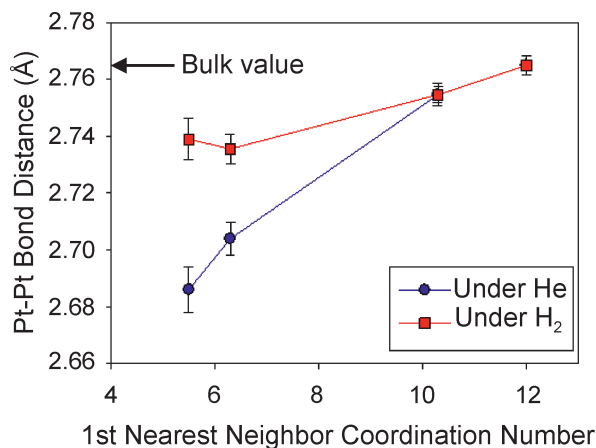 2.78
2.76
2.74
2.72
2.70
2.68
2.66
Pt-Pt Bond Distance (Å)
Bulk value
Under He
Under H₂
4 6 8 10 12
1st Nearest Neighbor Coordination Number